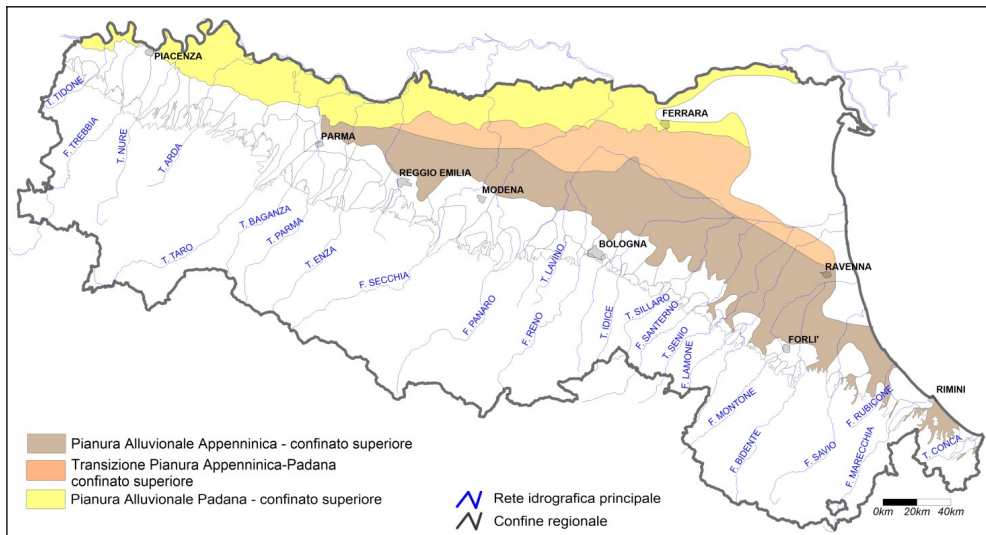 PIACENZA
T. TIDONE
F. TREBBIA
T. NURE
T. ARDA
PARMA
FERRARA
REGGIO EMILIA
MODENA
T. BAGANZA
T. PARMA
T. TARO
T. ENZA
F. SECCHIA
BOLOGNA
T. LAVINO
F. PANARO
F. RENO
T. IDICE
T. SILLARO
F. SANTERNO
T. SENIO
F. LAMONE
RAVENNA
FORLI'
F. MONTONE
F. BIDENTE
F. SAVIO
F. RUBICONE
F. MARECCHIA
RIMINI
T. CONCA
Pianura Alluvionale Appenninica - confinato superiore
Transizione Pianura Appenninica-Padana
confinato superiore
Pianura Alluvionale Padana - confinato superiore
Rete idrografica principale
Confine regionale
0km 20km 40km